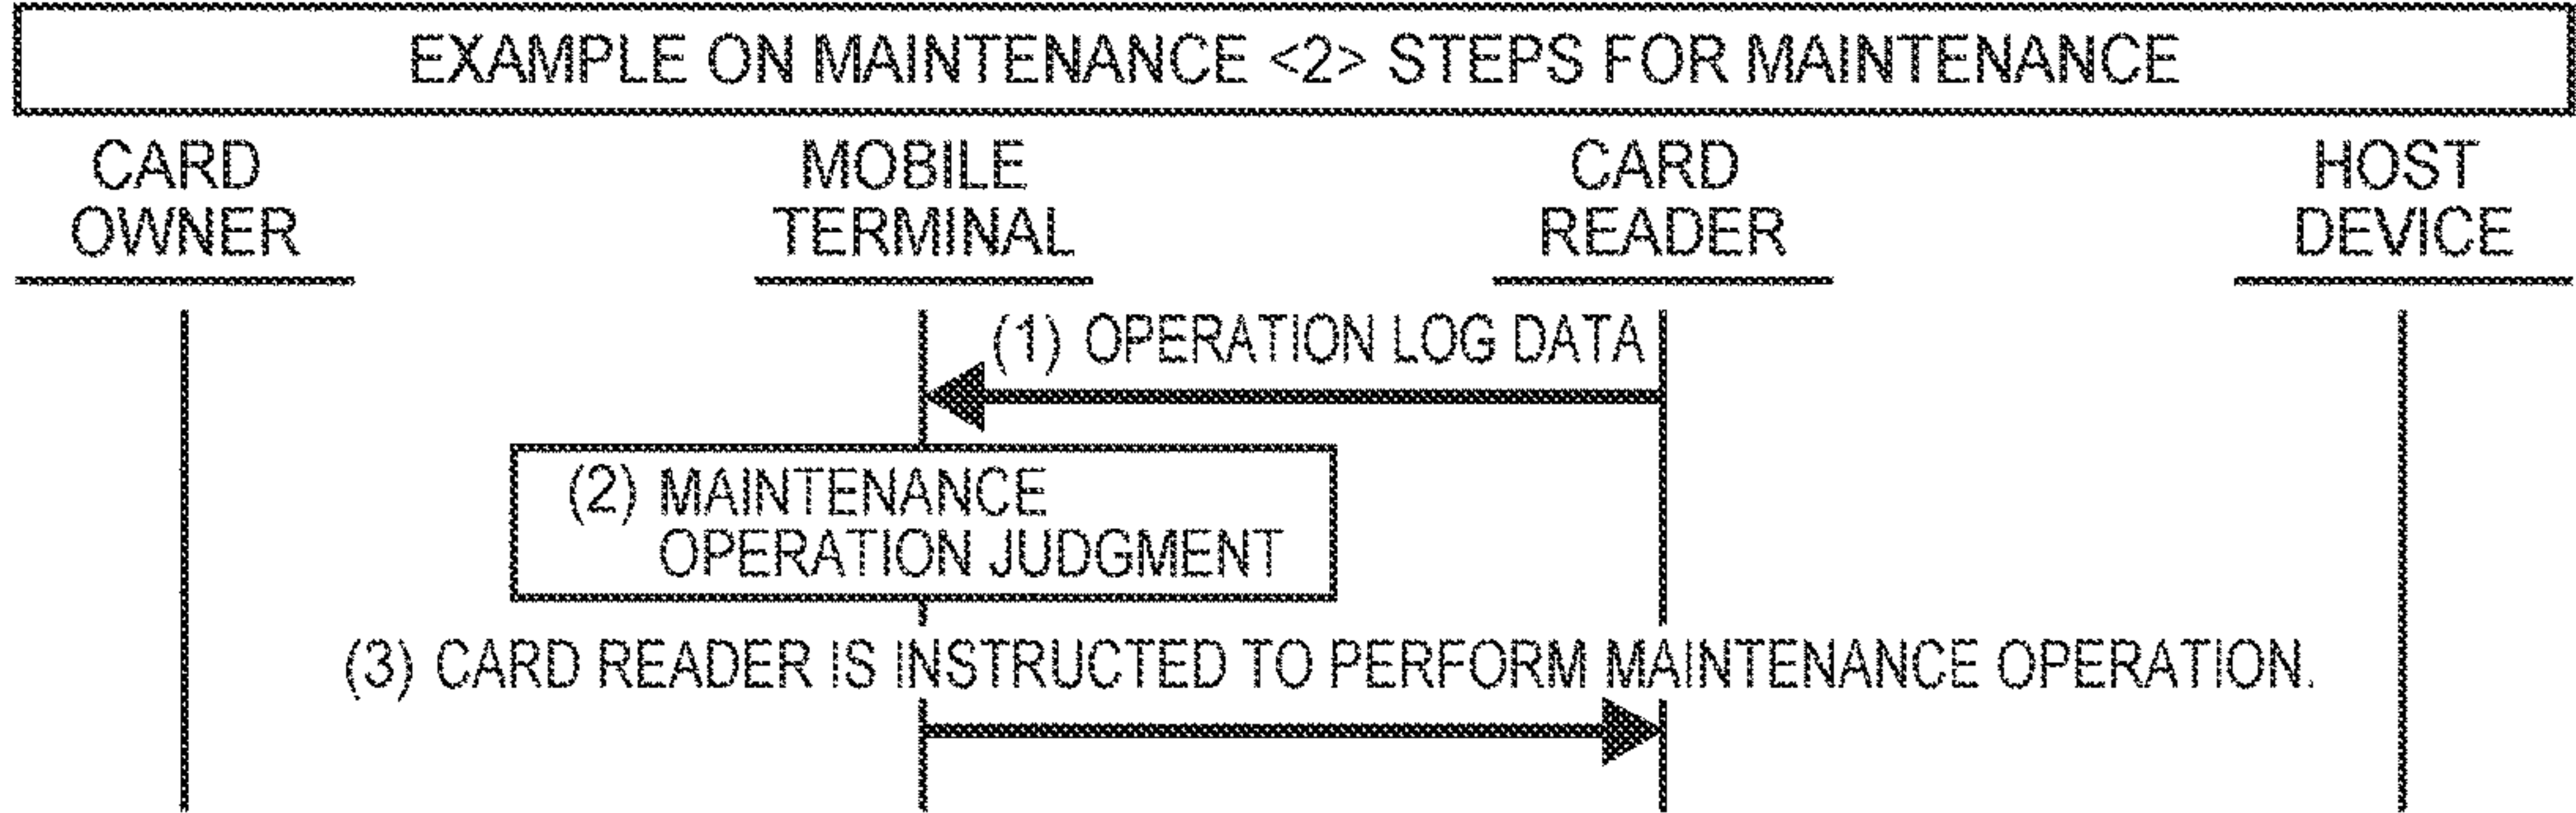 EXAMPLE ON MAINTENANCE <2> STEPS FOR MAINTENANCE
CARD
OWNER
MOBILE
TERMINAL
CARD
READER
HOST
DEVICE
(1) OPERATION LOG DATA
(2) MAINTENANCE
OPERATION JUDGMENT
(3) CARD READER IS INSTRUCTED TO PERFORM MAINTENANCE OPERATION.